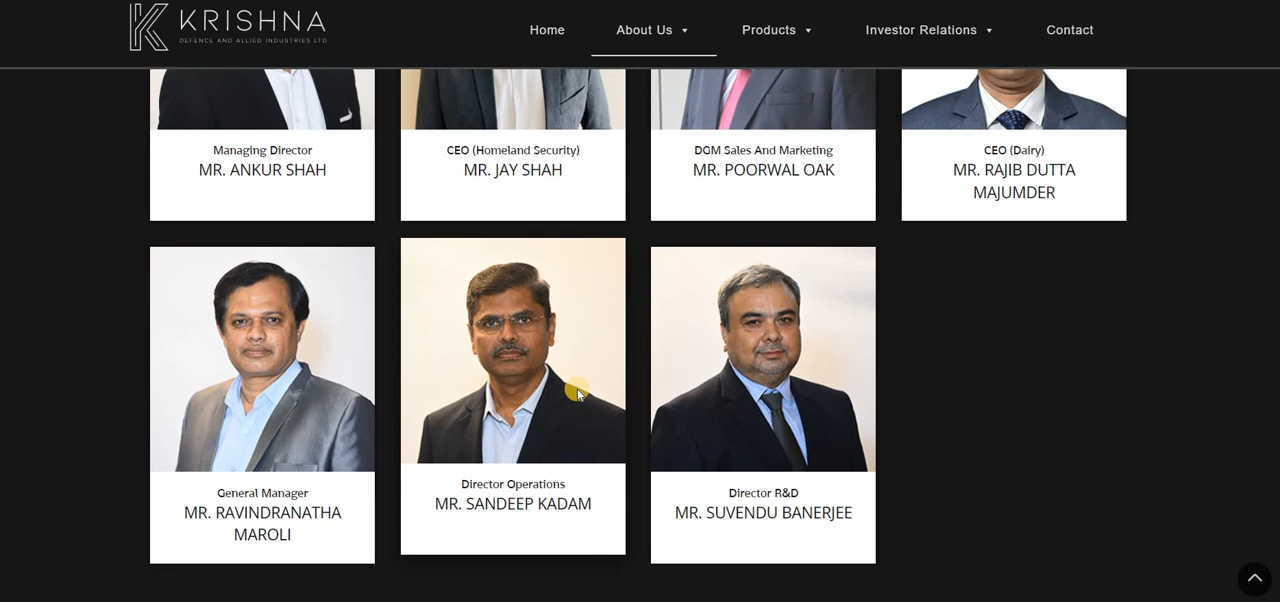 KRISHNA
DEFENCE AND ALLIED INDUSTRIES LTD
Home
About Us
Products
Investor Relations
Contact
Managing Director
MR. ANKUR SHAH
CEO (Homeland Security)
MR. JAY SHAH
DGM Sales And Marketing
MR. POORWAL OAK
CEO (Dairy)
MR. RAJIB DUTTA
MAJUMDER
General Manager
MR. RAVINDRANATHA
MAROLI
Director Operations
MR. SANDEEP KADAM
Director R&D
MR. SUVENDU BANERJEE